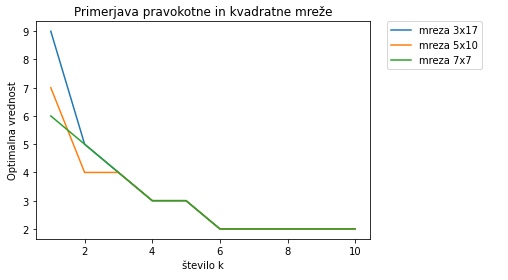 Primerjava pravokotne in kvadratne mreže
mreza 3x17
mreza 5x10
mreza 7x7
Optimalna vrednost
9
8
7
6
5
4
3
2
2
4
6
8
10
število k